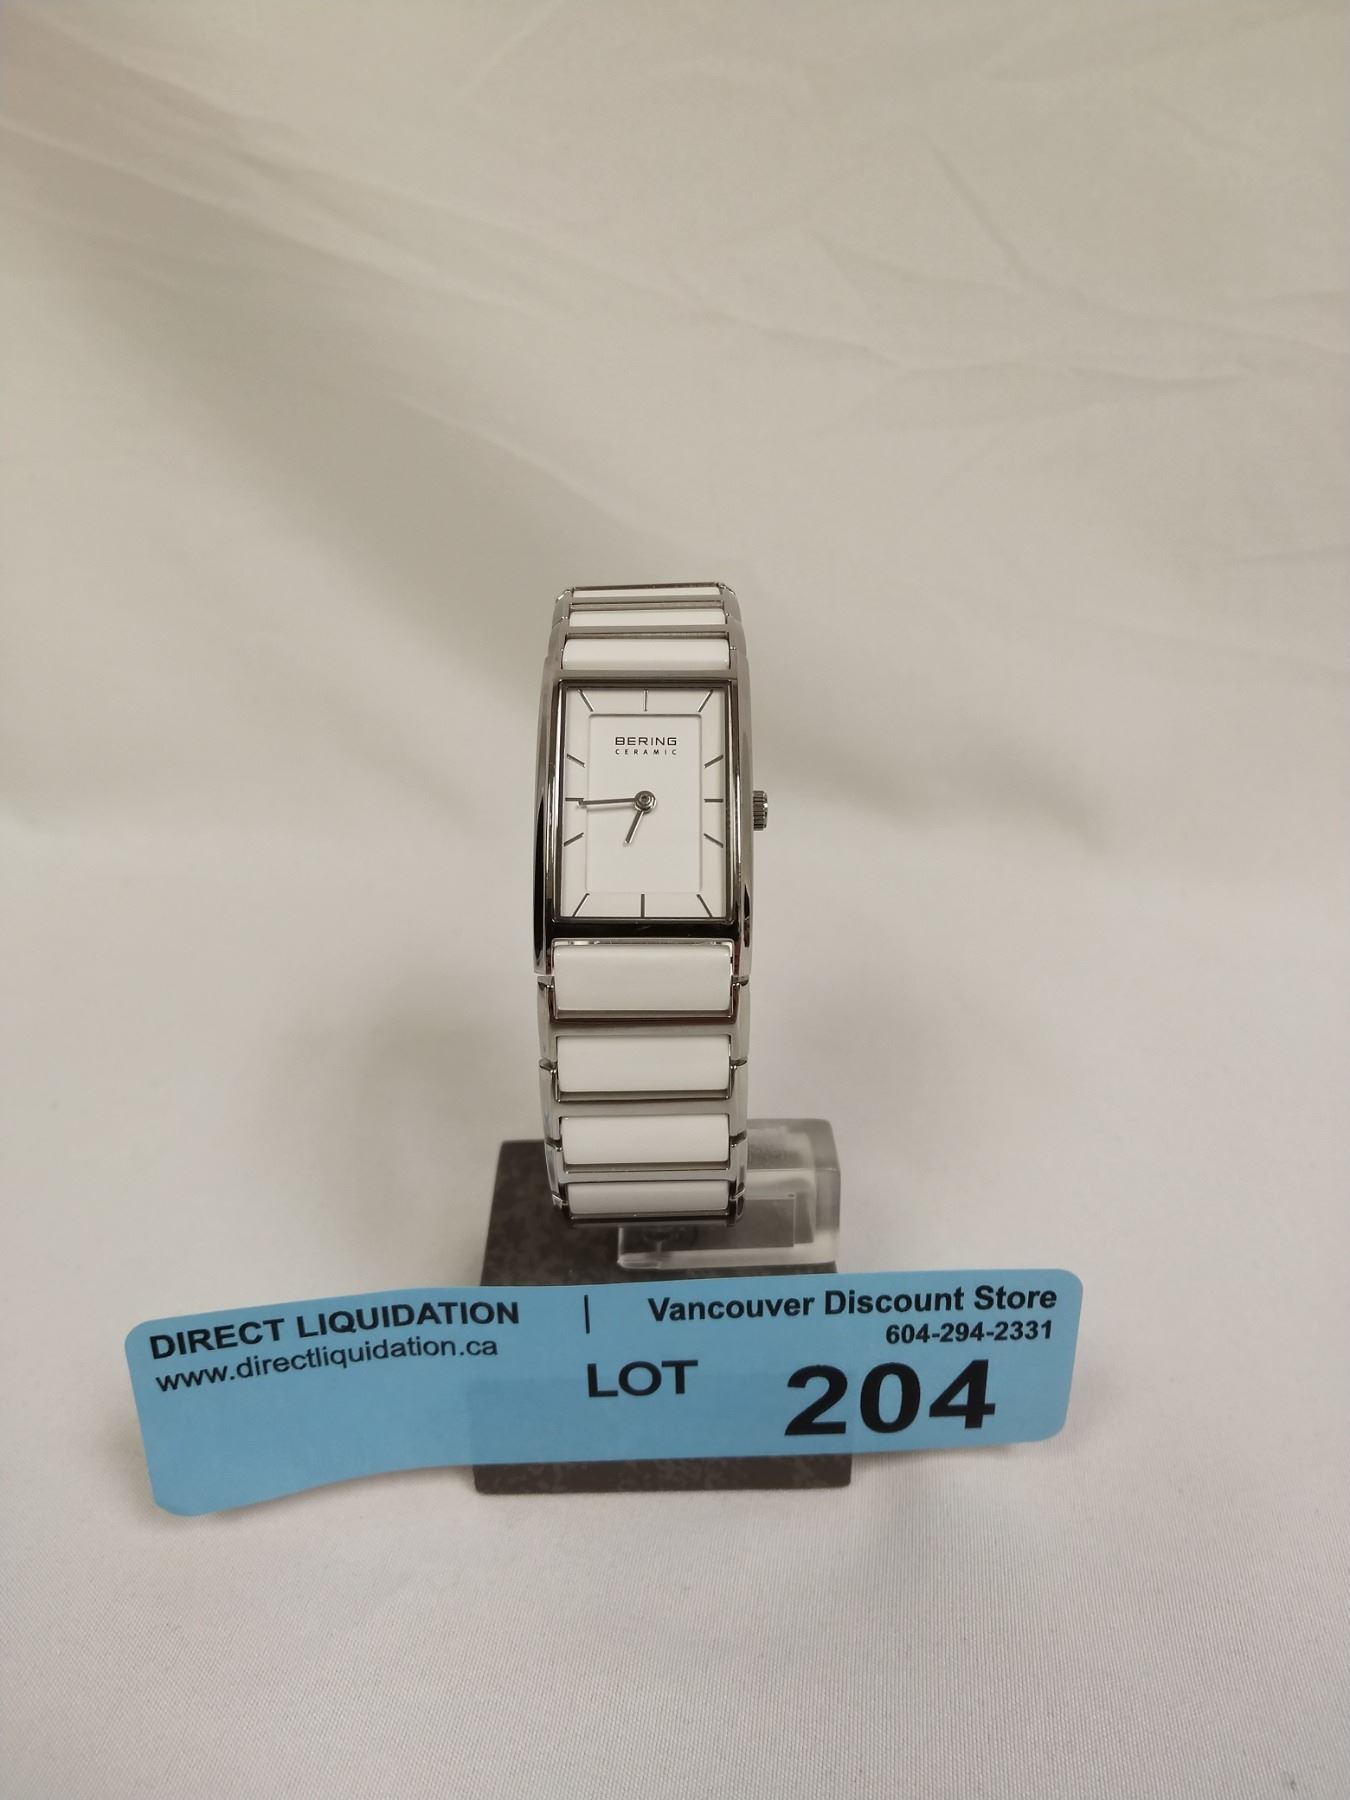 BERING
CERAMIC
DIRECT LIQUIDATION | Vancouver Discount Store
www.directliquidation.ca 604-294-2331
LOT 204